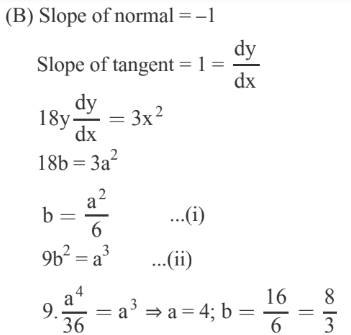 (B) Slope of normal = –1
Slope of tangent = 1 = dy/dx
18y dy/dx = 3x²
18b = 3a²
b = a²/6 ...(i)
9b² = a³ ...(ii)
9. a⁴/36 = a³ ⇒ a = 4; b = 16/6 = 8/3